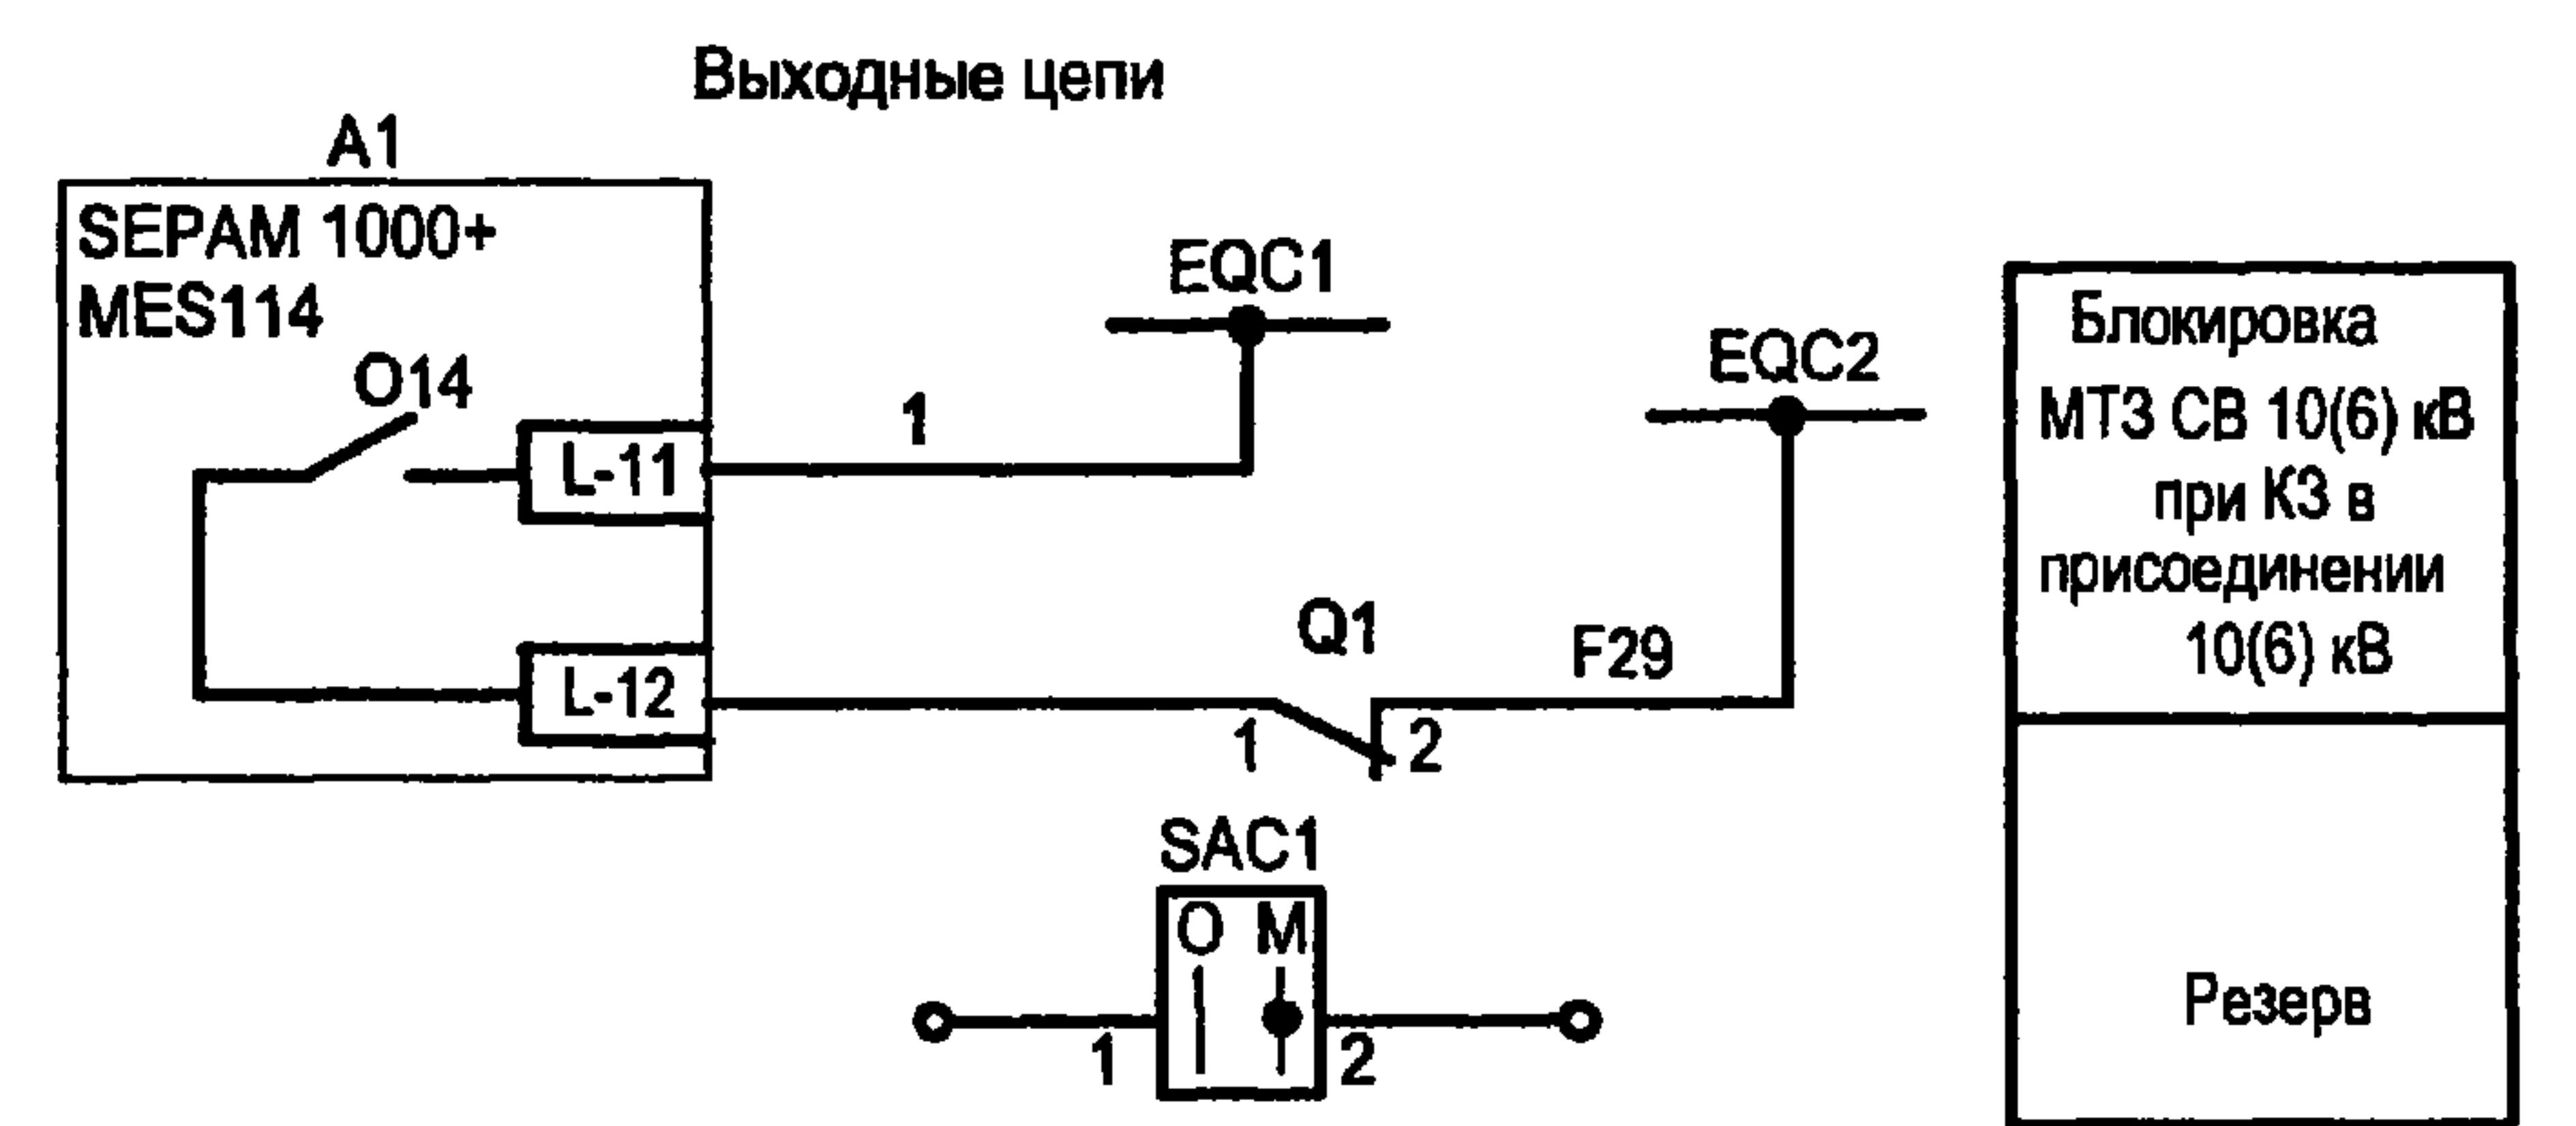 Выходные цепи
A1
SEPAM 1000+
MES114
O14
L-11
1
EQC1
EQC2
L-12
Q1
1
2
F29
SAC1
O M
1
2
Блокировка
МТЗ СВ 10(6) кВ
при КЗ в
присоединении
10(6) кВ
Резерв